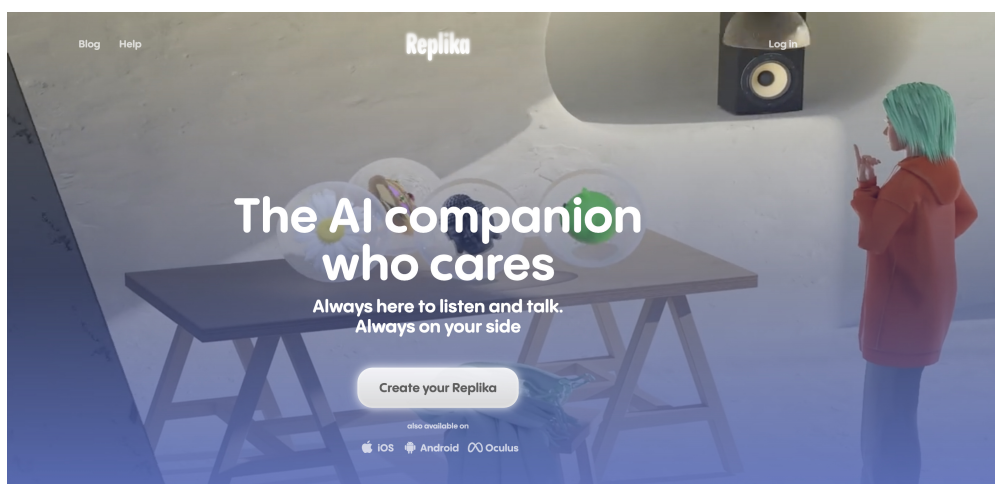 Blog Help Replika Log in
The AI companion
who cares
Always here to listen and talk.
Always on your side
Create your Replika
also available on
iOS Android Oculus